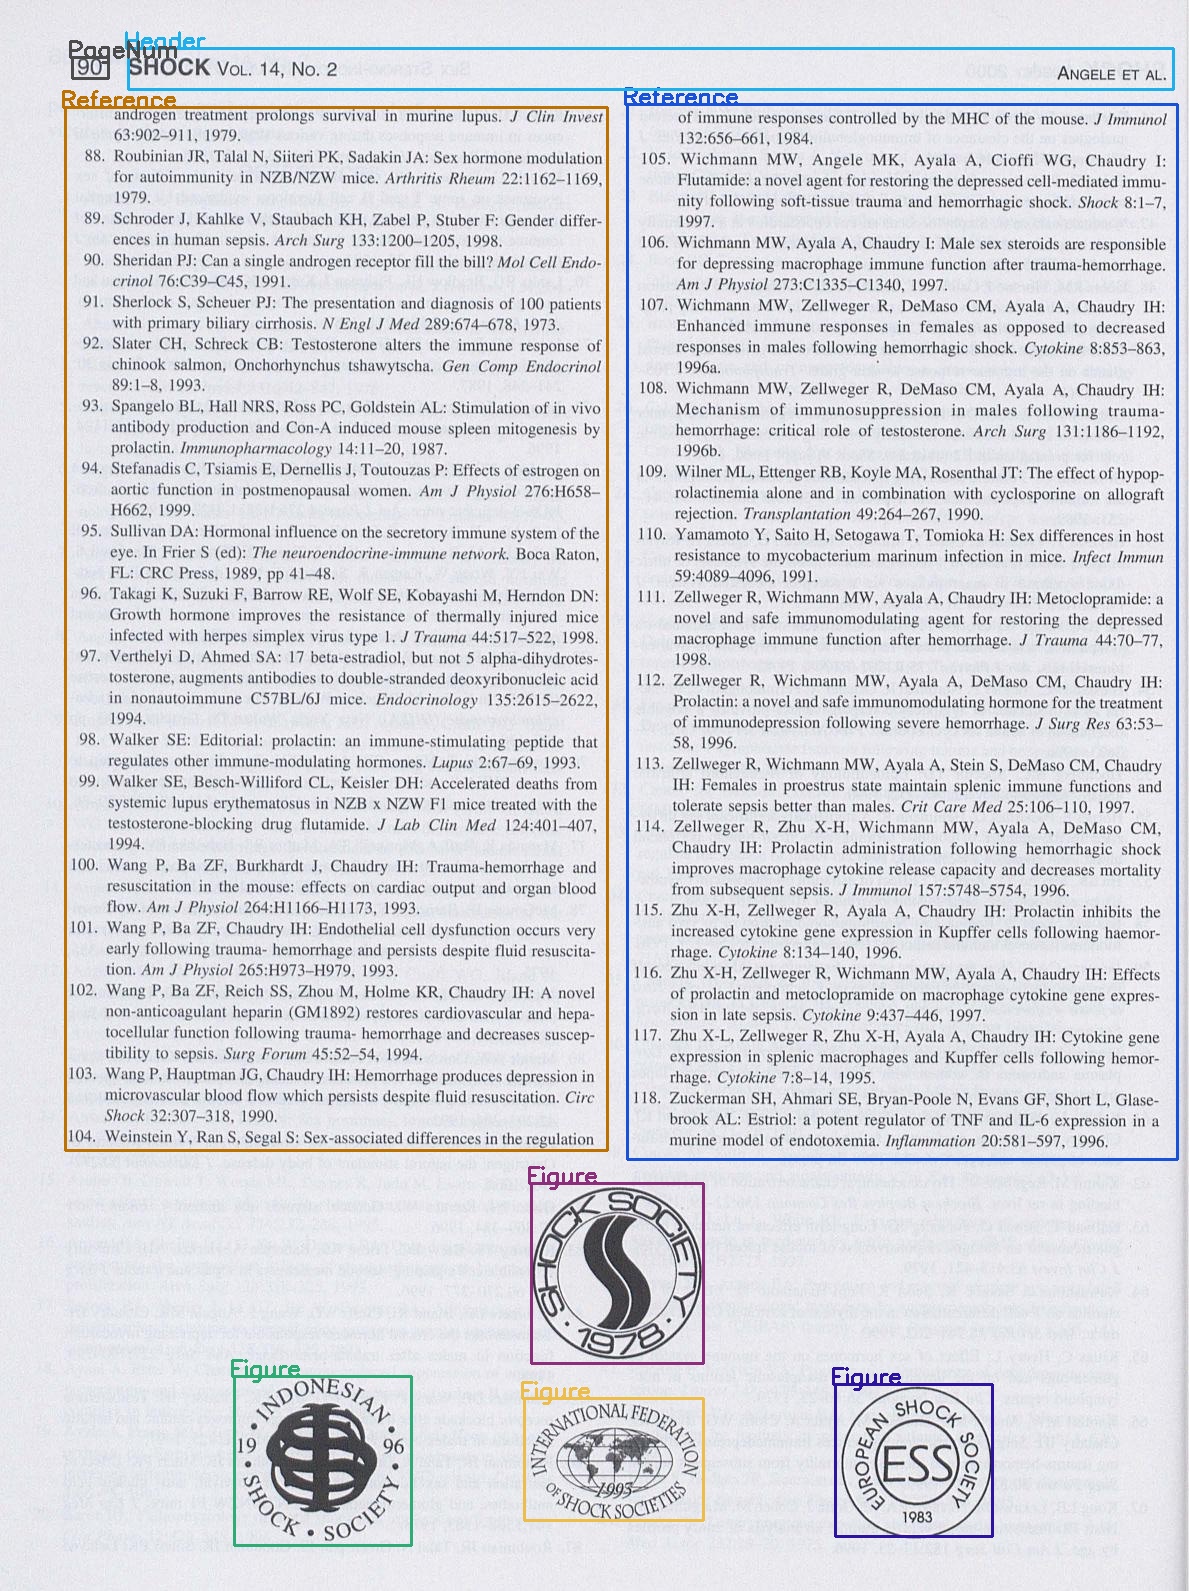 PageNum
Header
90
SHOCK VOL. 14, NO. 2
ANGELE ET AL.
Reference
androgen treatment prolongs survival in murine lupus. J Clin Invest
63:902–911, 1979.
88. Roubinian JR, Talal N, Siiteri PK, Sadakin JA: Sex hormone modulation
for autoimmunity in NZB/NZW mice. Arthritis Rheum 22:1162–1169,
1979.
89. Schroder J, Kahlke V, Staubach KH, Zabel P, Stuber F: Gender differ-
ences in human sepsis. Arch Surg 133:1200–1205, 1998.
90. Sheridan PJ: Can a single androgen receptor fill the bill? Mol Cell Endo-
crinol 76:C39–C45, 1991.
91. Sherlock S, Scheuer PJ: The presentation and diagnosis of 100 patients
with primary biliary cirrhosis. N Engl J Med 289:674–678, 1973.
92. Slater CH, Schreck CB: Testosterone alters the immune response of
chinook salmon, Onchorhynchus tshawytscha. Gen Comp Endocrinol
89:1–8, 1993.
93. Spangelo BL, Hall NRS, Ross PC, Goldstein AL: Stimulation of in vivo
antibody production and Con-A induced mouse spleen mitogenesis by
prolactin. Immunopharmacology 14:11–20, 1987.
94. Stefanadis C, Tsiamis E, Dernellis J, Toutouzas P: Effects of estrogen on
aortic function in postmenopausal women. Am J Physiol 276:H658–
H662, 1999.
95. Sullivan DA: Hormonal influence on the secretory immune system of the
eye. In Frier S (ed): The neuroendocrine-immune network. Boca Raton,
FL: CRC Press, 1989, pp 41–48.
96. Takagi K, Suzuki F, Barrow RE, Wolf SE, Kobayashi M, Herndon DN:
Growth hormone improves the resistance of thermally injured mice
infected with herpes simplex virus type 1. J Trauma 44:517–522, 1998.
97. Verthelyi D, Ahmed SA: 17 beta-estradiol, but not 5 alpha-dihydrotes-
tosterone, augments antibodies to double-stranded deoxyribonucleic acid
in nonautoimmune C57BL/6J mice. Endocrinology 135:2615–2622,
1994.
98. Walker SE: Editorial: prolactin: an immune-stimulating peptide that
regulates other immune-modulating hormones. Lupus 2:67–69, 1993.
99. Walker SE, Besch-Williford CL, Keisler DH: Accelerated deaths from
systemic lupus erythematosus in NZB x NZW F1 mice treated with the
testosterone-blocking drug flutamide. J Lab Clin Med 124:401–407,
1994.
100. Wang P, Ba ZF, Burkhardt J, Chaudry IH: Trauma-hemorrhage and
resuscitation in the mouse: effects on cardiac output and organ blood
flow. Am J Physiol 264:H1166–H1173, 1993.
101. Wang P, Ba ZF, Chaudry IH: Endothelial cell dysfunction occurs very
early following trauma- hemorrhage and persists despite fluid resuscita-
tion. Am J Physiol 265:H973–H979, 1993.
102. Wang P, Ba ZF, Reich SS, Zhou M, Holme KR, Chaudry IH: A novel
non-anticoagulant heparin (GM1892) restores cardiovascular and hepa-
tocellular function following trauma- hemorrhage and decreases suscep-
tibility to sepsis. Surg Forum 45:52–54, 1994.
103. Wang P, Hauptman JG, Chaudry IH: Hemorrhage produces depression in
microvascular blood flow which persists despite fluid resuscitation. Circ
Shock 32:307–318, 1990.
104. Weinstein Y, Ran S, Segal S: Sex-associated differences in the regulation
Reference
of immune responses controlled by the MHC of the mouse. J Immunol
132:656–661, 1984.
105. Wichmann MW, Angele MK, Ayala A, Cioffi WG, Chaudry I:
Flutamide: a novel agent for restoring the depressed cell-mediated immu-
nity following soft-tissue trauma and hemorrhagic shock. Shock 8:1–7,
1997.
106. Wichmann MW, Ayala A, Chaudry I: Male sex steroids are responsible
for depressing macrophage immune function after trauma-hemorrhage.
Am J Physiol 273:C1335–C1340, 1997.
107. Wichmann MW, Zellweger R, DeMaso CM, Ayala A, Chaudry IH:
Enhanced immune responses in females as opposed to decreased
responses in males following hemorrhagic shock. Cytokine 8:853–863,
1996a.
108. Wichmann MW, Zellweger R, DeMaso CM, Ayala A, Chaudry IH:
Mechanism of immunosuppression in males following trauma-
hemorrhage: critical role of testosterone. Arch Surg 131:1186–1192,
1996b.
109. Wilner ML, Ettenger RB, Koyle MA, Rosenthal JT: The effect of hypop-
rolactinemia alone and in combination with cyclosporine on allograft
rejection. Transplantation 49:264–267, 1990.
110. Yamamoto Y, Saito H, Setogawa T, Tomioka H: Sex differences in host
resistance to mycobacterium marinum infection in mice. Infect Immun
59:4089–4096, 1991.
111. Zellweger R, Wichmann MW, Ayala A, Chaudry IH: Metoclopramide: a
novel and safe immunomodulating agent for restoring the depressed
macrophage immune function after hemorrhage. J Trauma 44:70–77,
1998.
112. Zellweger R, Wichmann MW, Ayala A, DeMaso CM, Chaudry IH:
Prolactin: a novel and safe immunomodulating hormone for the treatment
of immunodepression following severe hemorrhage. J Surg Res 63:53–
58, 1996.
113. Zellweger R, Wichmann MW, Ayala A, Stein S, DeMaso CM, Chaudry
IH: Females in proestrus state maintain splenic immune functions and
tolerate sepsis better than males. Crit Care Med 25:106–110, 1997.
114. Zellweger R, Zhu X-H, Wichmann MW, Ayala A, DeMaso CM,
Chaudry IH: Prolactin administration following hemorrhagic shock
improves macrophage cytokine release capacity and decreases mortality
from subsequent sepsis. J Immunol 157:5748–5754, 1996.
115. Zhu X-H, Zellweger R, Ayala A, Chaudry IH: Prolactin inhibits the
increased cytokine gene expression in Kupffer cells following haemor-
rhage. Cytokine 8:134–140, 1996.
116. Zhu X-H, Zellweger R, Wichmann MW, Ayala A, Chaudry IH: Effects
of prolactin and metoclopramide on macrophage cytokine gene expres-
sion in late sepsis. Cytokine 9:437–446, 1997.
117. Zhu X-L, Zellweger R, Zhu X-H, Ayala A, Chaudry IH: Cytokine gene
expression in splenic macrophages and Kupffer cells following hemor-
rhage. Cytokine 7:8–14, 1995.
118. Zuckerman SH, Ahmari SE, Bryan-Poole N, Evans GF, Short L, Glase-
brook AL: Estriol: a potent regulator of TNF and IL-6 expression in a
murine model of endotoxemia. Inflammation 20:581–597, 1996.
Figure
SHOCK SOCIETY
• 1978 •
Figure
• INDONESIAN •
19 96
SHOCK • SOCIETY
Figure
INTERNATIONAL FEDERATION
1993
OF SHOCK SOCIETIES
Figure
EUROPEAN SHOCK SOCIETY
ESS
1983